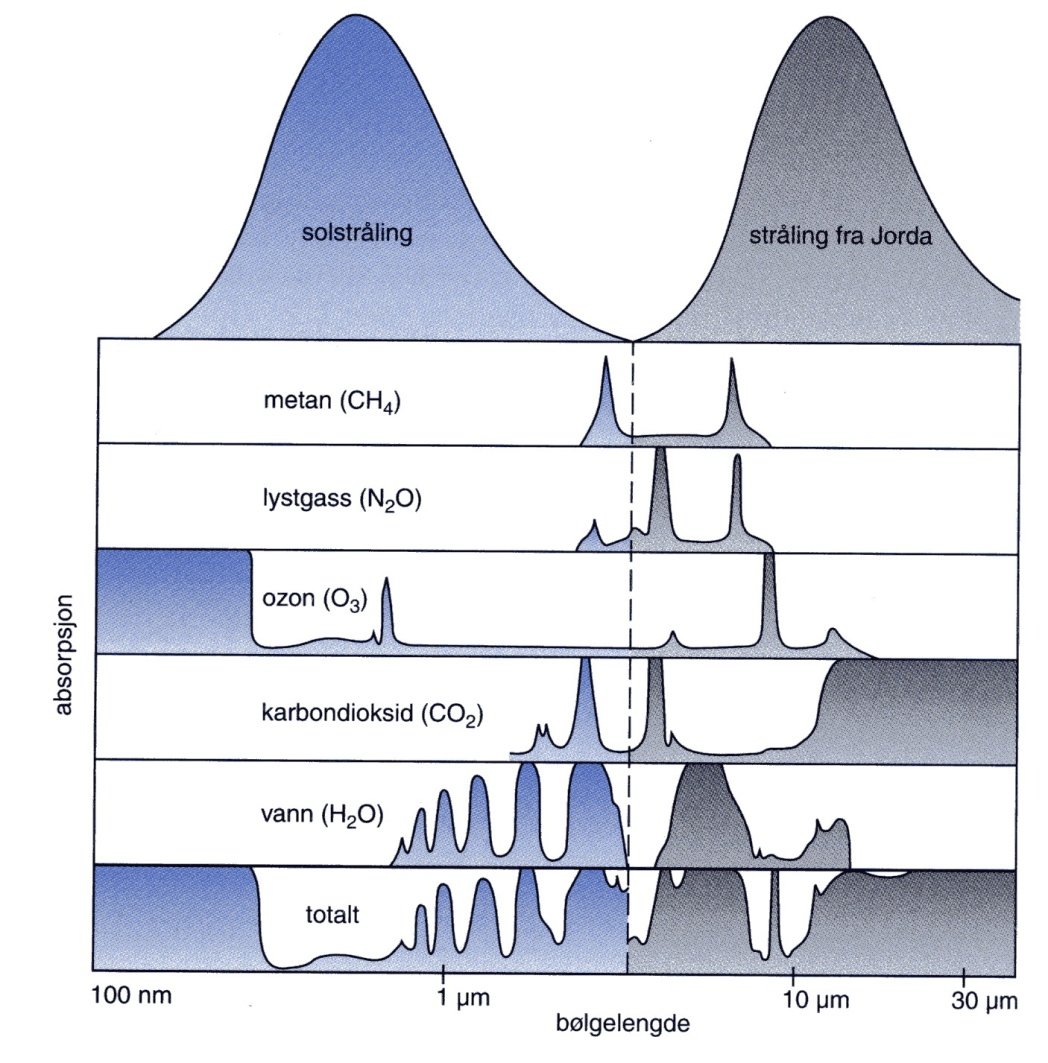 solstråling
stråling fra Jorda
metan (CH₄)
lystgass (N₂O)
ozon (O₃)
karbondioksid (CO₂)
vann (H₂O)
totalt
absorpsjon
100 nm
1 µm
10 µm
30 µm
bølgelengde